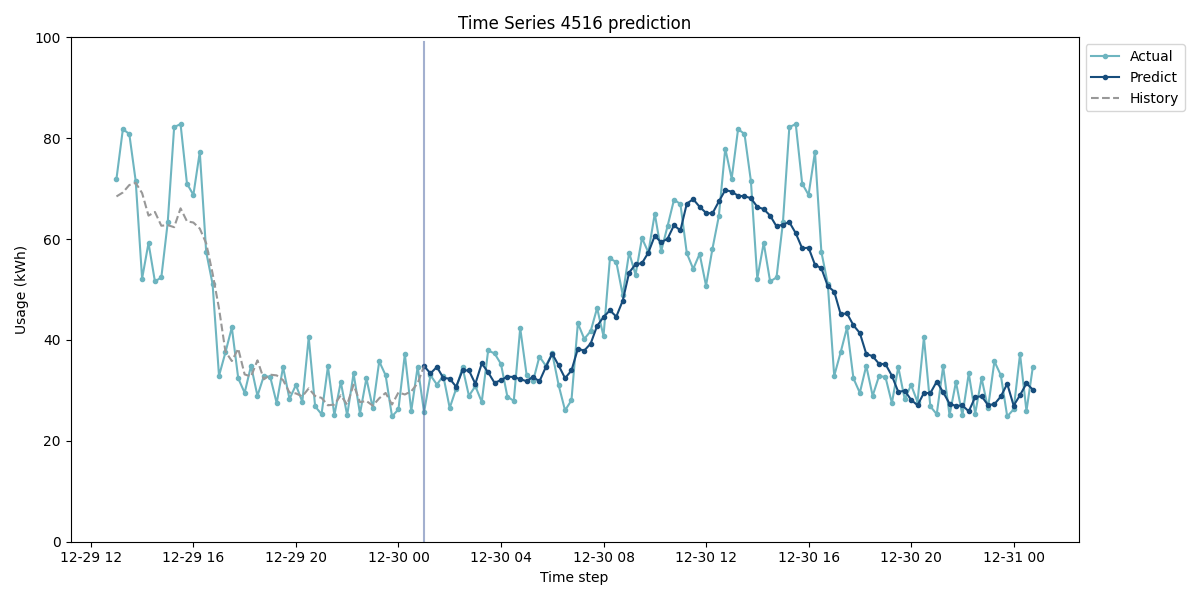 Time Series 4516 prediction
100
80
60
40
20
0
Usage (kWh)
12-29 12
12-29 16
12-29 20
12-30 00
12-30 04
12-30 08
12-30 12
12-30 16
12-30 20
12-31 00
Time step
Actual
Predict
History